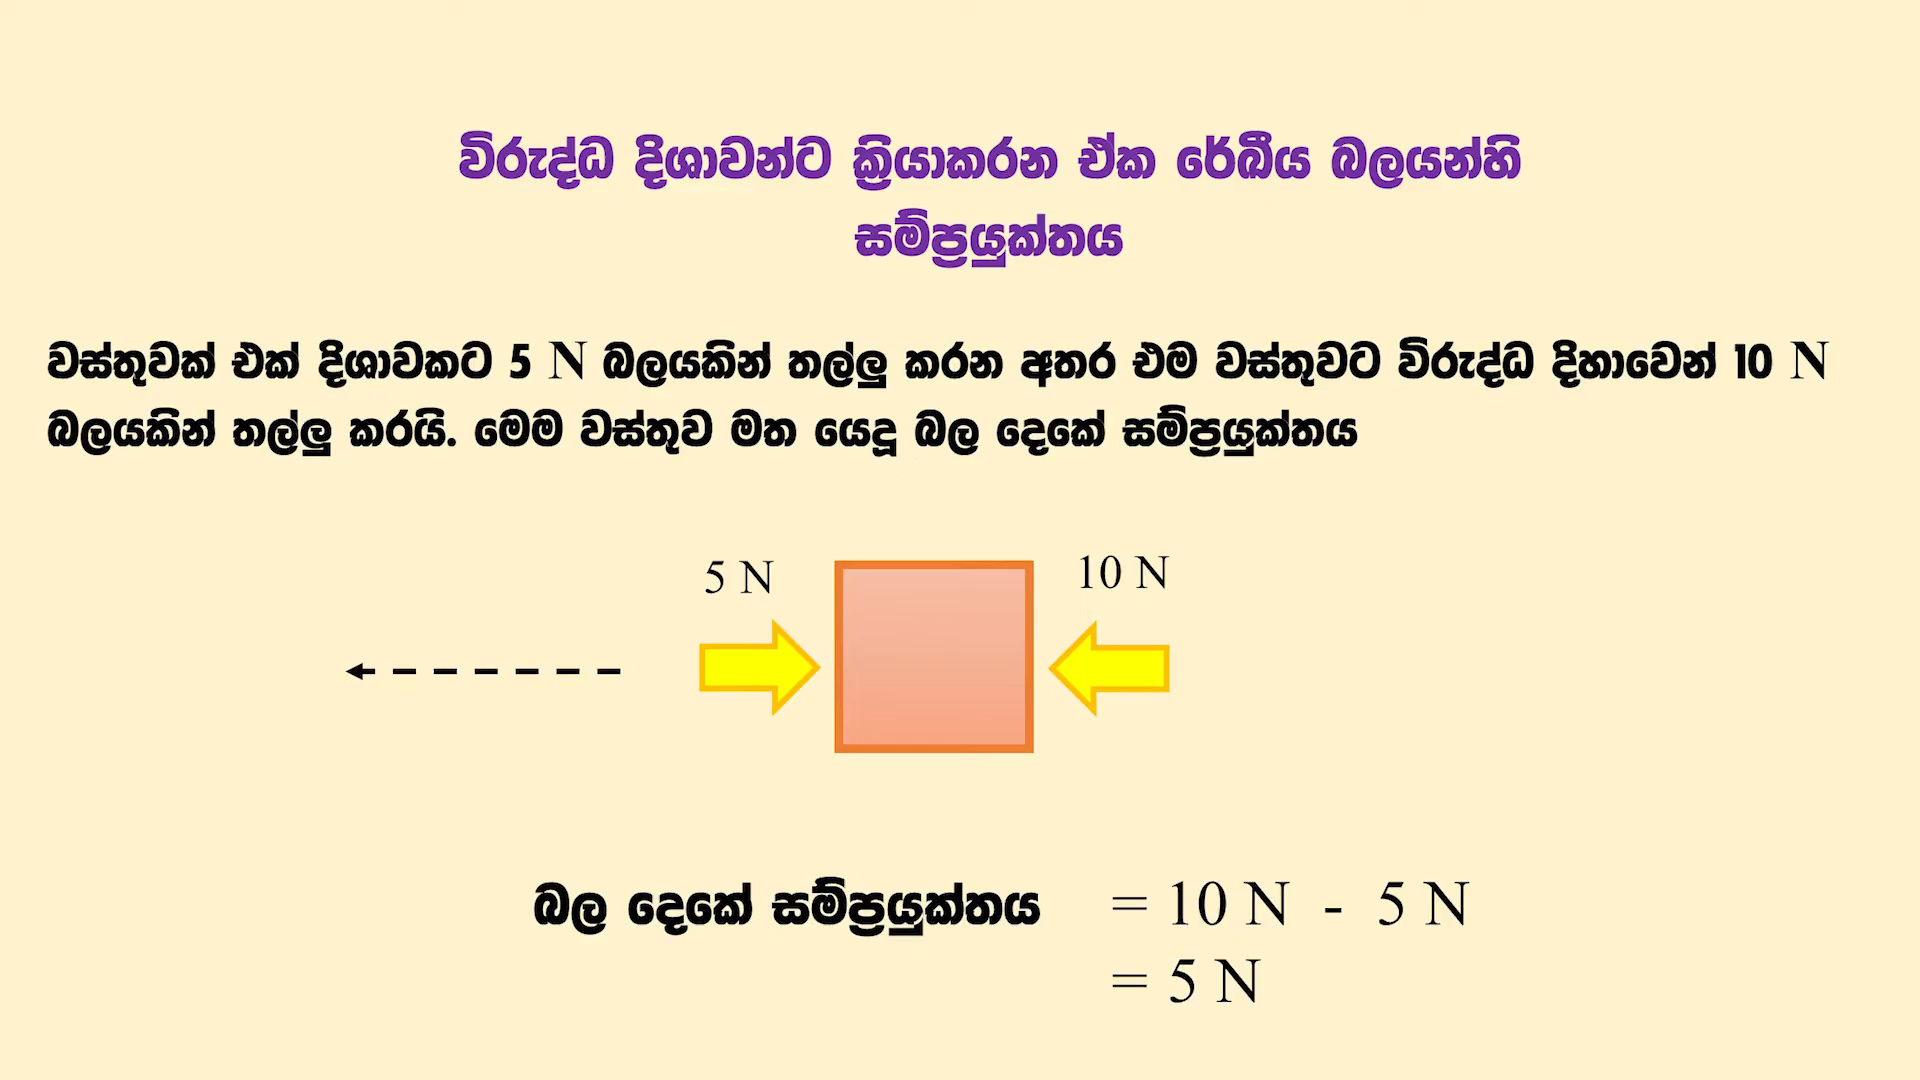 විරුද්ධ දිශාවන්ට ක්‍රියාකරන ඒක රේඛීය බලයන්හි
සම්ප්‍රයුක්තය
වස්තුවක් එක් දිශාවකට 5 N බලයකින් තල්ලු කරන අතර එම වස්තුවට විරුද්ධ දිහාවෙන් 10 N
බලයකින් තල්ලු කරයි. මෙම වස්තුව මත යෙදූ බල දෙකේ සම්ප්‍රයුක්තය
5 N
10 N
බල දෙකේ සම්ප්‍රයුක්තය = 10 N - 5 N
= 5 N